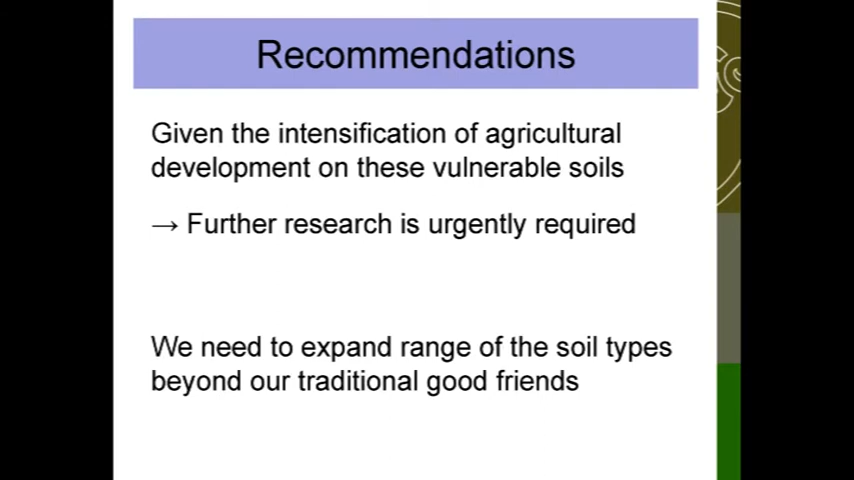 Recommendations
Given the intensification of agricultural
development on these vulnerable soils
→ Further research is urgently required
We need to expand range of the soil types
beyond our traditional good friends